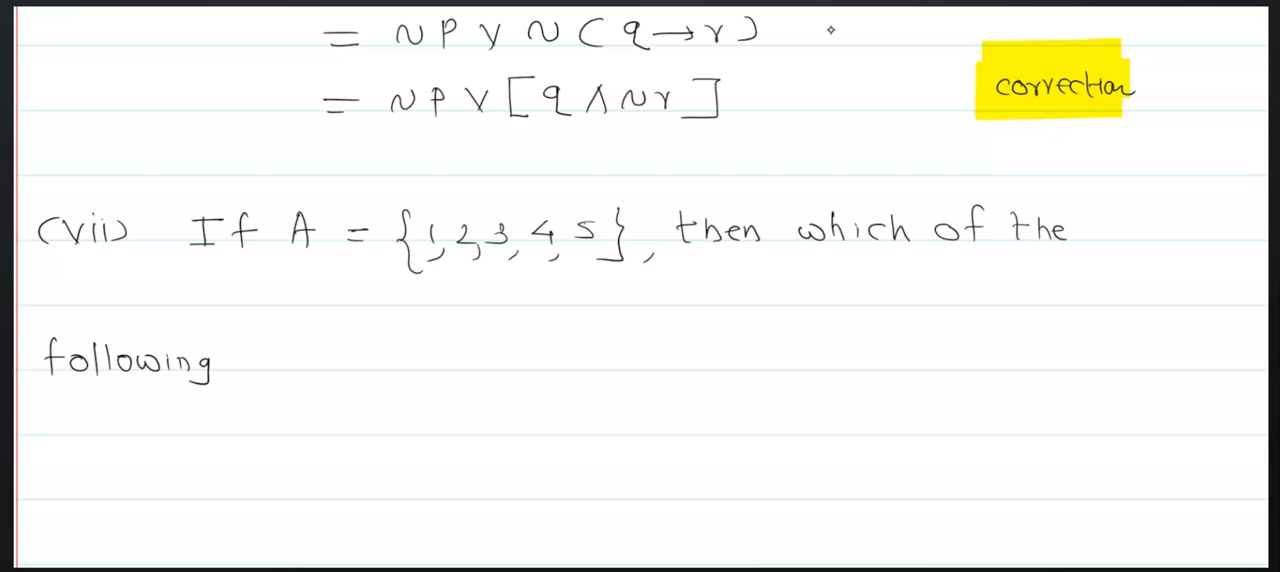 = ~ p ∨ ~ ( q → r )
= ~ p ∨ [ q ∧ ~ r ]
correction
(vii) If A = {1, 2, 3, 4, 5}, then which of the
following